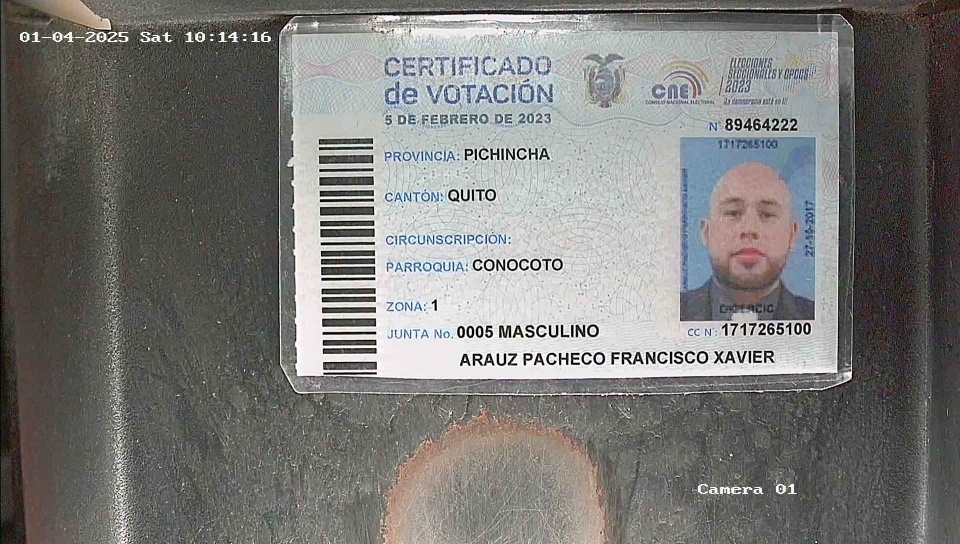 01-04-2025 Sat 10:14:16
CERTIFICADO
de VOTACIÓN
5 DE FEBRERO DE 2023
CNE
CONSEJO NACIONAL ELECTORAL
ELECCIONES
SECCIONALES Y CPCCS
2023
¡La democracia está en ti!
N° 89464222
1717265100
PROVINCIA: PICHINCHA
CANTÓN: QUITO
27-10-2017
CIRCUNSCRIPCIÓN:
PARROQUIA: CONOCOTO
ZONA: 1
JUNTA No. 0005 MASCULINO
CC N°: 1717265100
ARAUZ PACHECO FRANCISCO XAVIER
Camera 01